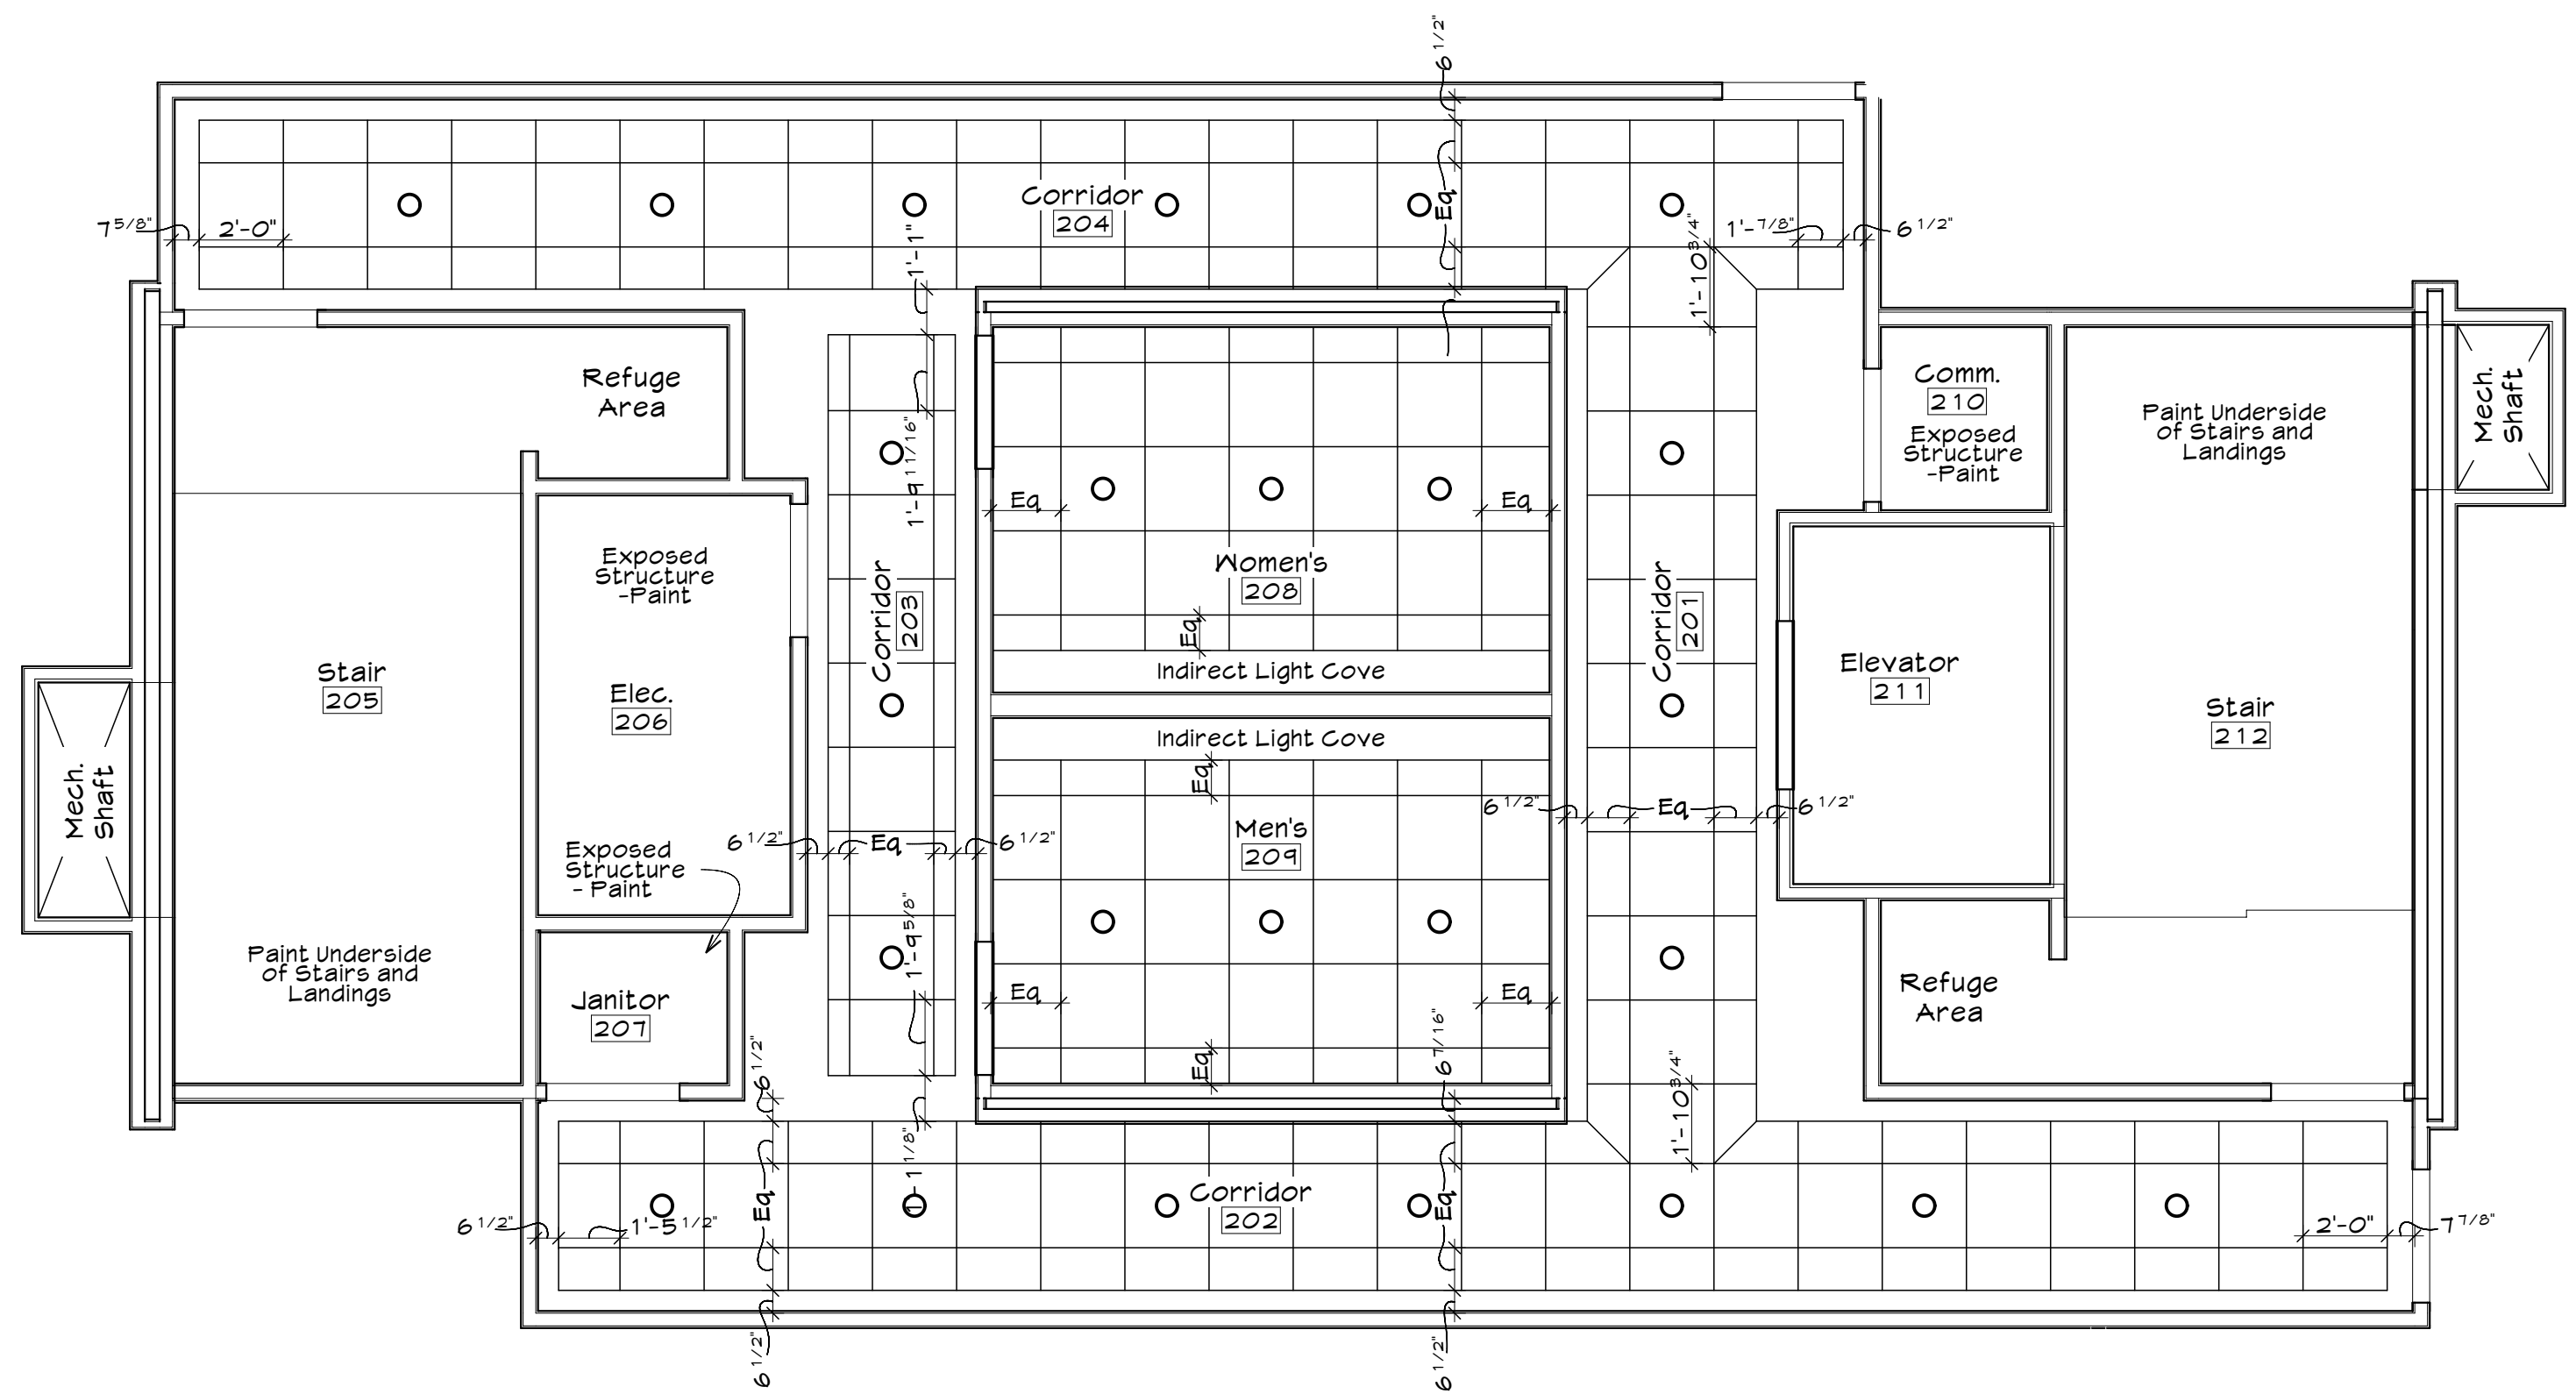 6 1/2"
Corridor
204
7 5/8"
2'-0"
1'-1"
Eq
1'-10 3/4"
1'-7/8"
6 1/2"
Refuge
Area
Comm.
210
Exposed
Structure
-Paint
Paint Underside
of Stairs and
Landings
Mech.
Shaft
1'-9 11/16"
Eq
Eq
Exposed
Structure
-Paint
Corridor
203
Women's
208
Corridor
201
Eq
Stair
205
Elec.
206
Indirect Light Cove
Elevator
211
Stair
212
Indirect Light Cove
Mech.
Shaft
Eq
6 1/2"
Eq
6 1/2"
6 1/2"
Eq
6 1/2"
Men's
209
Exposed
Structure
- Paint
1'-9 5/8"
Paint Underside
of Stairs and
Landings
Janitor
207
Eq
Eq
Refuge
Area
6 1/2"
Eq
6 7/16"
1'-10 3/4"
1'-1 1/8"
Eq
Corridor
202
Eq
6 1/2"
1'-5 1/2"
2'-0"
7 7/8"
6 1/2"
6 1/2"